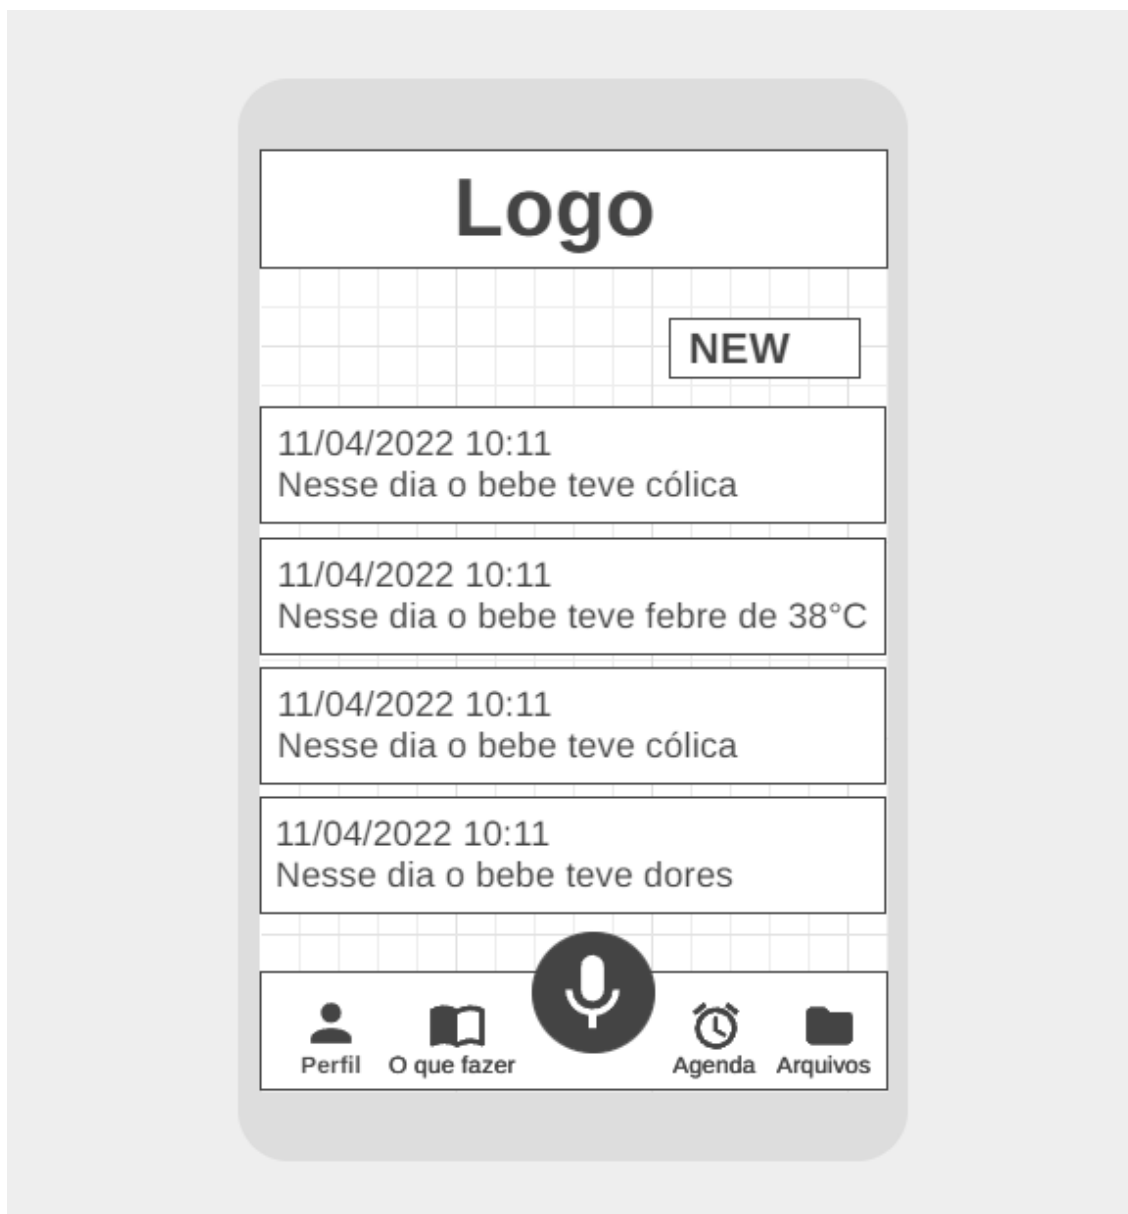 Logo
NEW
11/04/2022 10:11
Nesse dia o bebe teve cólica
11/04/2022 10:11
Nesse dia o bebe teve febre de 38°C
11/04/2022 10:11
Nesse dia o bebe teve cólica
11/04/2022 10:11
Nesse dia o bebe teve dores
Perfil
O que fazer
Agenda
Arquivos